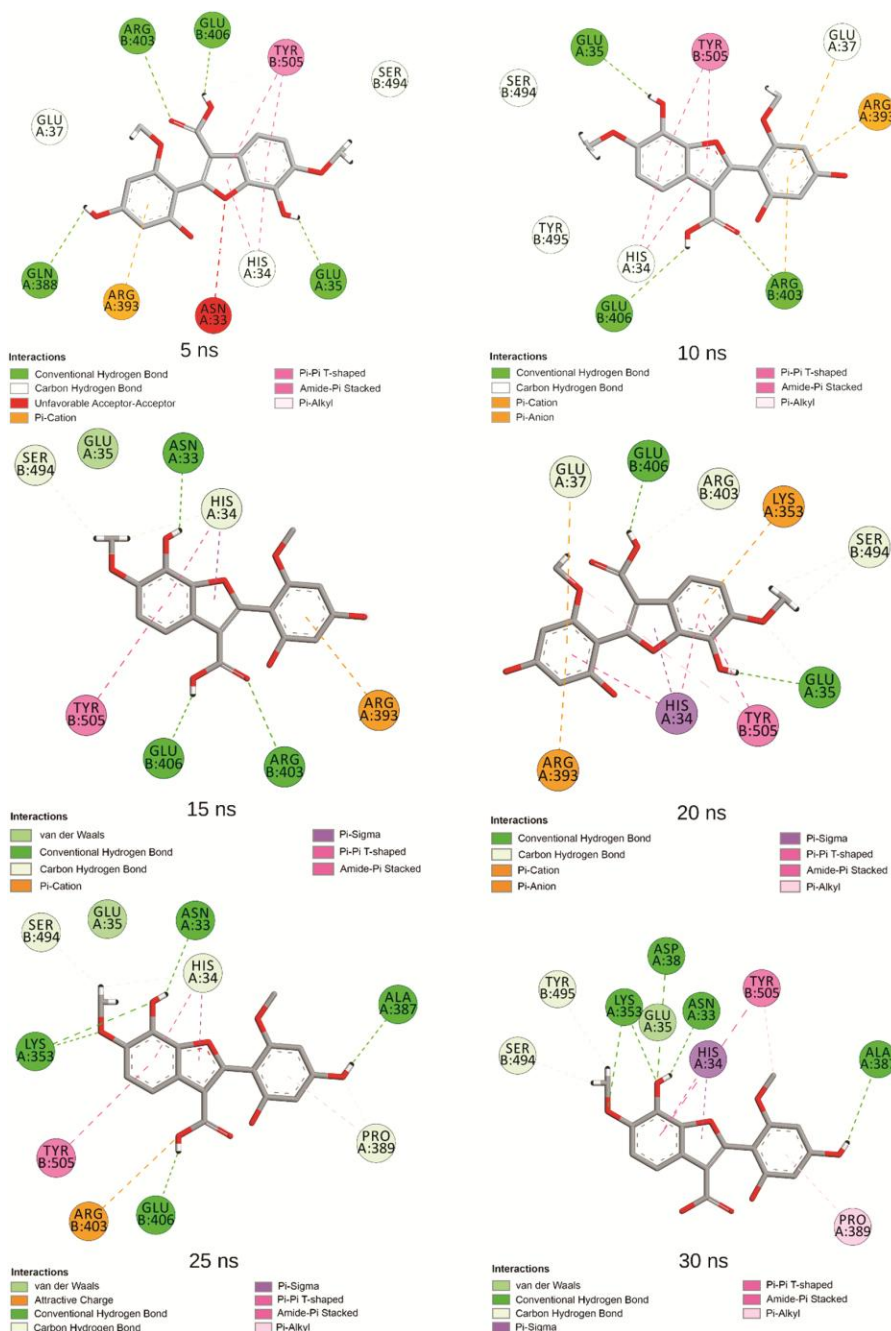 ARG
B:403
GLU
B:406
TYR
B:505
SER
B:494
GLU
A:37
GLN
A:388
ARG
A:393
ASN
A:33
HIS
A:34
GLU
A:35
5 ns
Interactions
Conventional Hydrogen Bond
Carbon Hydrogen Bond
Unfavorable Acceptor-Acceptor
Pi-Cation
Pi-Pi T-shaped
Amide-Pi Stacked
Pi-Alkyl
GLU
A:35
TYR
B:505
GLU
A:37
SER
B:494
ARG
A:393
TYR
B:495
HIS
A:34
GLU
B:406
ARG
B:403
10 ns
Interactions
Conventional Hydrogen Bond
Carbon Hydrogen Bond
Pi-Cation
Pi-Anion
Pi-Pi T-shaped
Amide-Pi Stacked
Pi-Alkyl
SER
B:494
GLU
A:35
ASN
A:33
HIS
A:34
TYR
B:505
GLU
B:406
ARG
B:403
ARG
A:393
15 ns
Interactions
van der Waals
Conventional Hydrogen Bond
Carbon Hydrogen Bond
Pi-Cation
Pi-Sigma
Pi-Pi T-shaped
Amide-Pi Stacked
GLU
A:37
GLU
B:406
ARG
B:403
LYS
A:353
SER
B:494
ARG
A:393
HIS
A:34
TYR
B:505
GLU
A:35
20 ns
Interactions
Conventional Hydrogen Bond
Carbon Hydrogen Bond
Pi-Cation
Pi-Anion
Pi-Sigma
Pi-Pi T-shaped
Amide-Pi Stacked
Pi-Alkyl
SER
B:494
GLU
A:35
ASN
A:33
HIS
A:34
ALA
A:387
LYS
A:353
TYR
B:505
ARG
B:403
GLU
B:406
PRO
A:389
25 ns
Interactions
van der Waals
Attractive Charge
Conventional Hydrogen Bond
Carbon Hydrogen Bond
Pi-Sigma
Pi-Pi T-shaped
Amide-Pi Stacked
Pi-Alkyl
ASP
A:38
TYR
B:495
LYS
A:353
GLU
A:35
ASN
A:33
TYR
B:505
SER
B:494
HIS
A:34
ALA
PRO
A:389
30 ns
Interactions
van der Waals
Conventional Hydrogen Bond
Carbon Hydrogen Bond
Pi-Sigma
Pi-Pi T-shaped
Amide-Pi Stacked
Pi-Alkyl